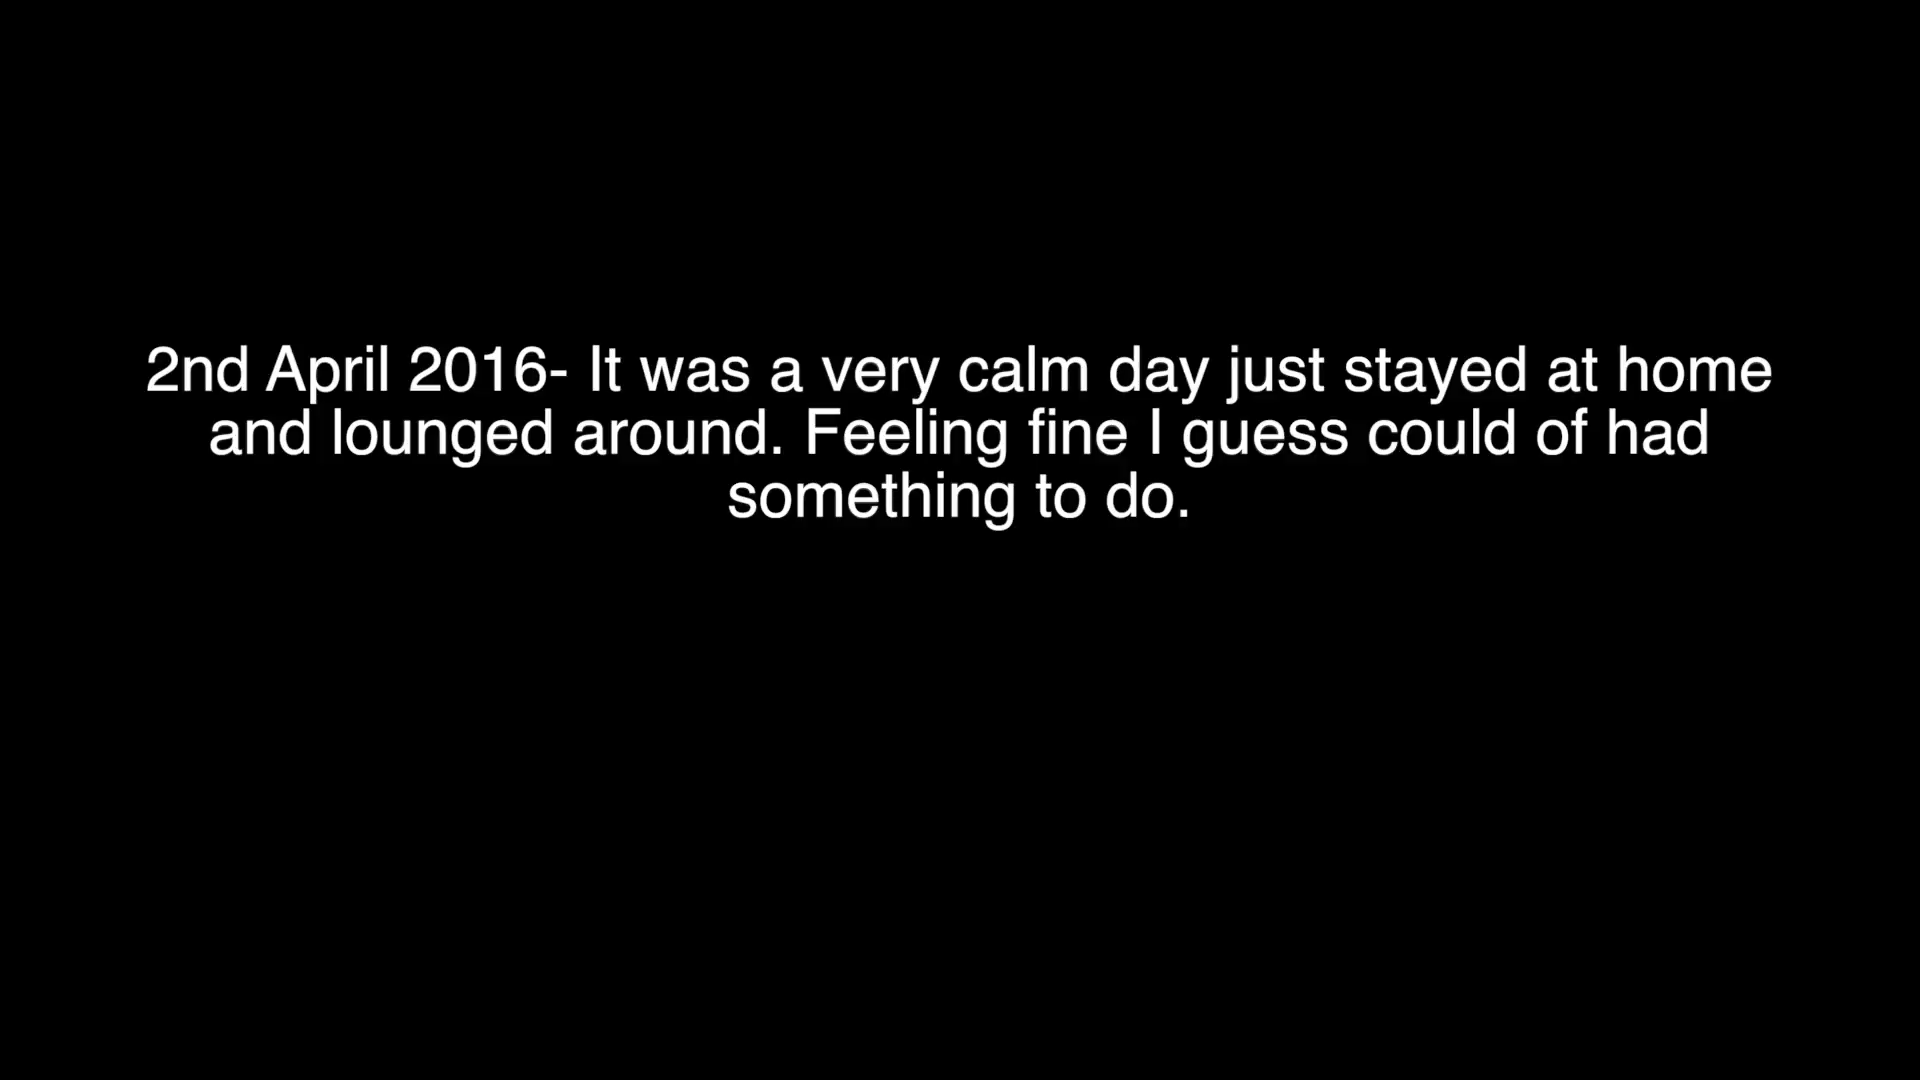 2nd April 2016- It was a very calm day just stayed at home
and lounged around. Feeling fine I guess could of had
something to do.